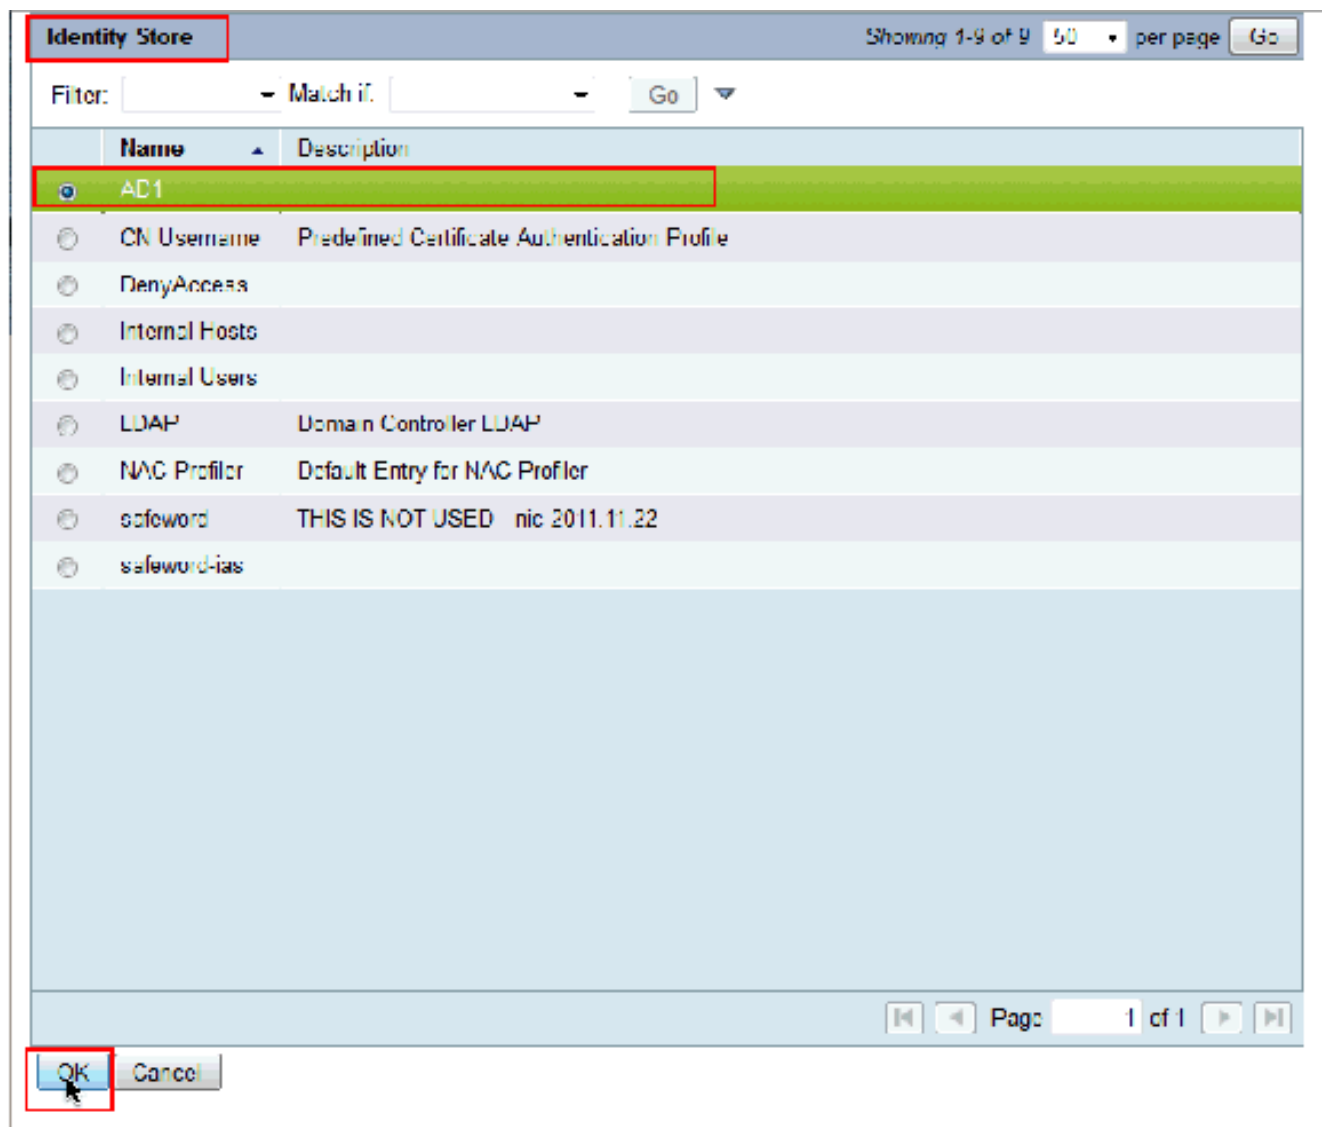 Identity Store Showing 1-9 of 9 50 per page Go
Filter: Match if: Go
Name Description
AD1
CN Username Predefined Certificate Authentication Profile
DenyAccess
Internal Hosts
Internal Users
LDAP Domain Controller LDAP
NAC Profiler Default Entry for NAC Profiler
safeword THIS IS NOT USED nic 2011.11.22
safeword-ias
Page 1 of 1
OK Cancel